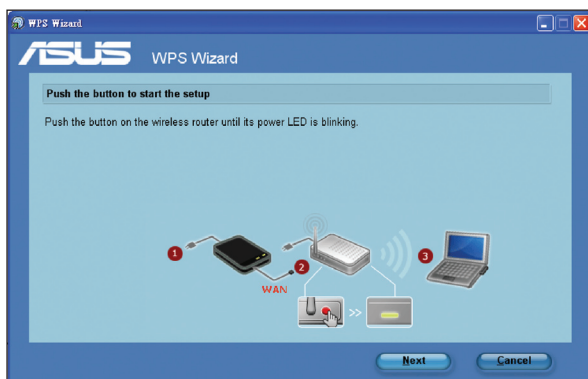 WPS Wizard
ASUS WPS Wizard
Push the button to start the setup
Push the button on the wireless router until its power LED is blinking.
1
2
3
WAN
>>
Next
Cancel